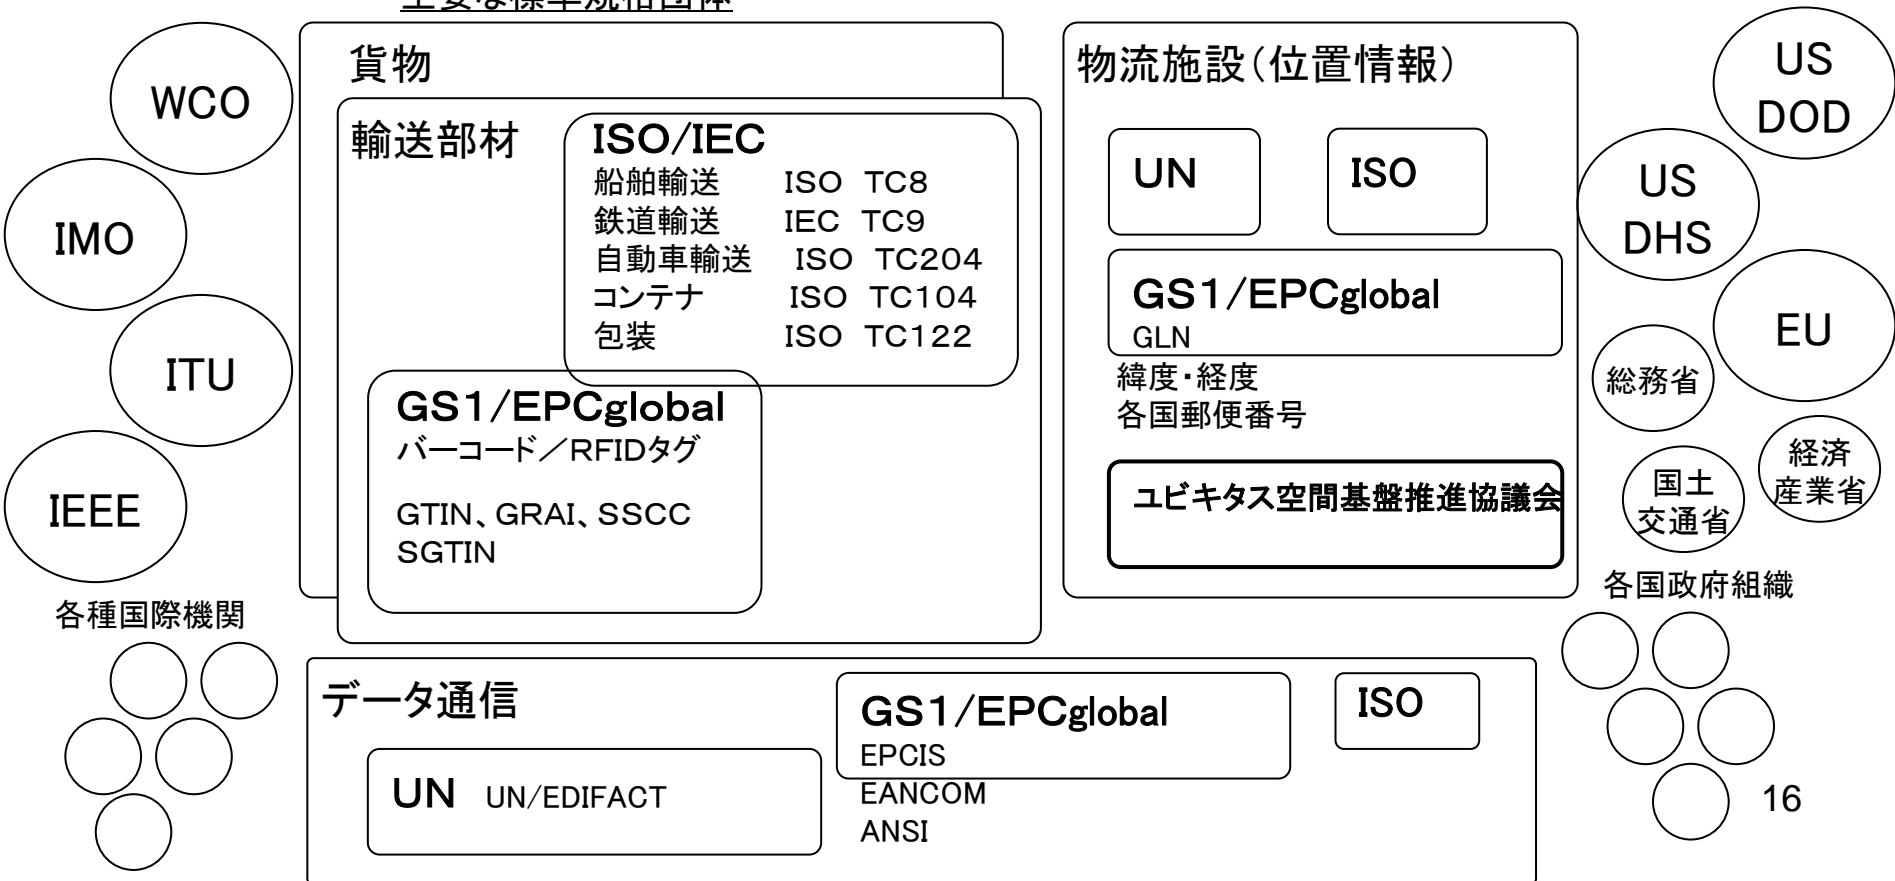 主要な標準規格団体
WCO
IMO
ITU
IEEE
各種国際機関
貨物
輸送部材
ISO/IEC
船舶輸送 ISO TC8
鉄道輸送 IEC TC9
自動車輸送 ISO TC204
コンテナ ISO TC104
包装 ISO TC122
GS1/EPCglobal
バーコード/RFIDタグ
GTIN、GRAI、SSCC
SGTIN
物流施設(位置情報)
UN
ISO
GS1/EPCglobal
GLN
緯度・経度
各国郵便番号
ユビキタス空間基盤推進協議会
US
DOD
US
DHS
EU
総務省
経済
産業省
国土
交通省
各国政府組織
データ通信
UN UN/EDIFACT
GS1/EPCglobal
EPCIS
EANCOM
ANSI
ISO
16